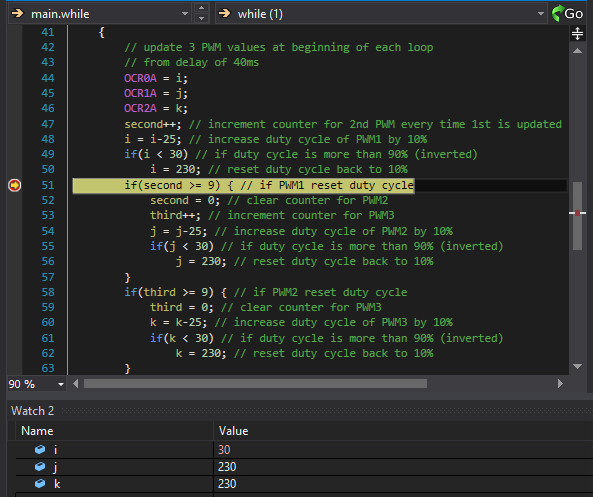 main.while while (1) Go
41 {
42 // update 3 PWM values at beginning of each loop
43 // from delay of 40ms
44 OCR0A = i;
45 OCR1A = j;
46 OCR2A = k;
47 second++; // increment counter for 2nd PWM every time 1st is updated
48 i = i-25; // increase duty cycle of PWM1 by 10%
49 if(i < 30) // if duty cycle is more than 90% (inverted)
50 i = 230; // reset duty cycle back to 10%
51 if(second >= 9) { // if PWM1 reset duty cycle
52 second = 0; // clear counter for PWM2
53 third++; // increment counter for PWM3
54 j = j-25; // increase duty cycle of PWM2 by 10%
55 if(j < 30) // if duty cycle is more than 90% (inverted)
56 j = 230; // reset duty cycle back to 10%
57 }
58 if(third >= 9) { // if PWM2 reset duty cycle
59 third = 0; // clear counter for PWM3
60 k = k-25; // increase duty cycle of PWM3 by 10%
61 if(k < 30) // if duty cycle is more than 90% (inverted)
62 k = 230; // reset duty cycle back to 10%
63 }
90 %
Watch 2
Name Value
i 30
j 230
k 230